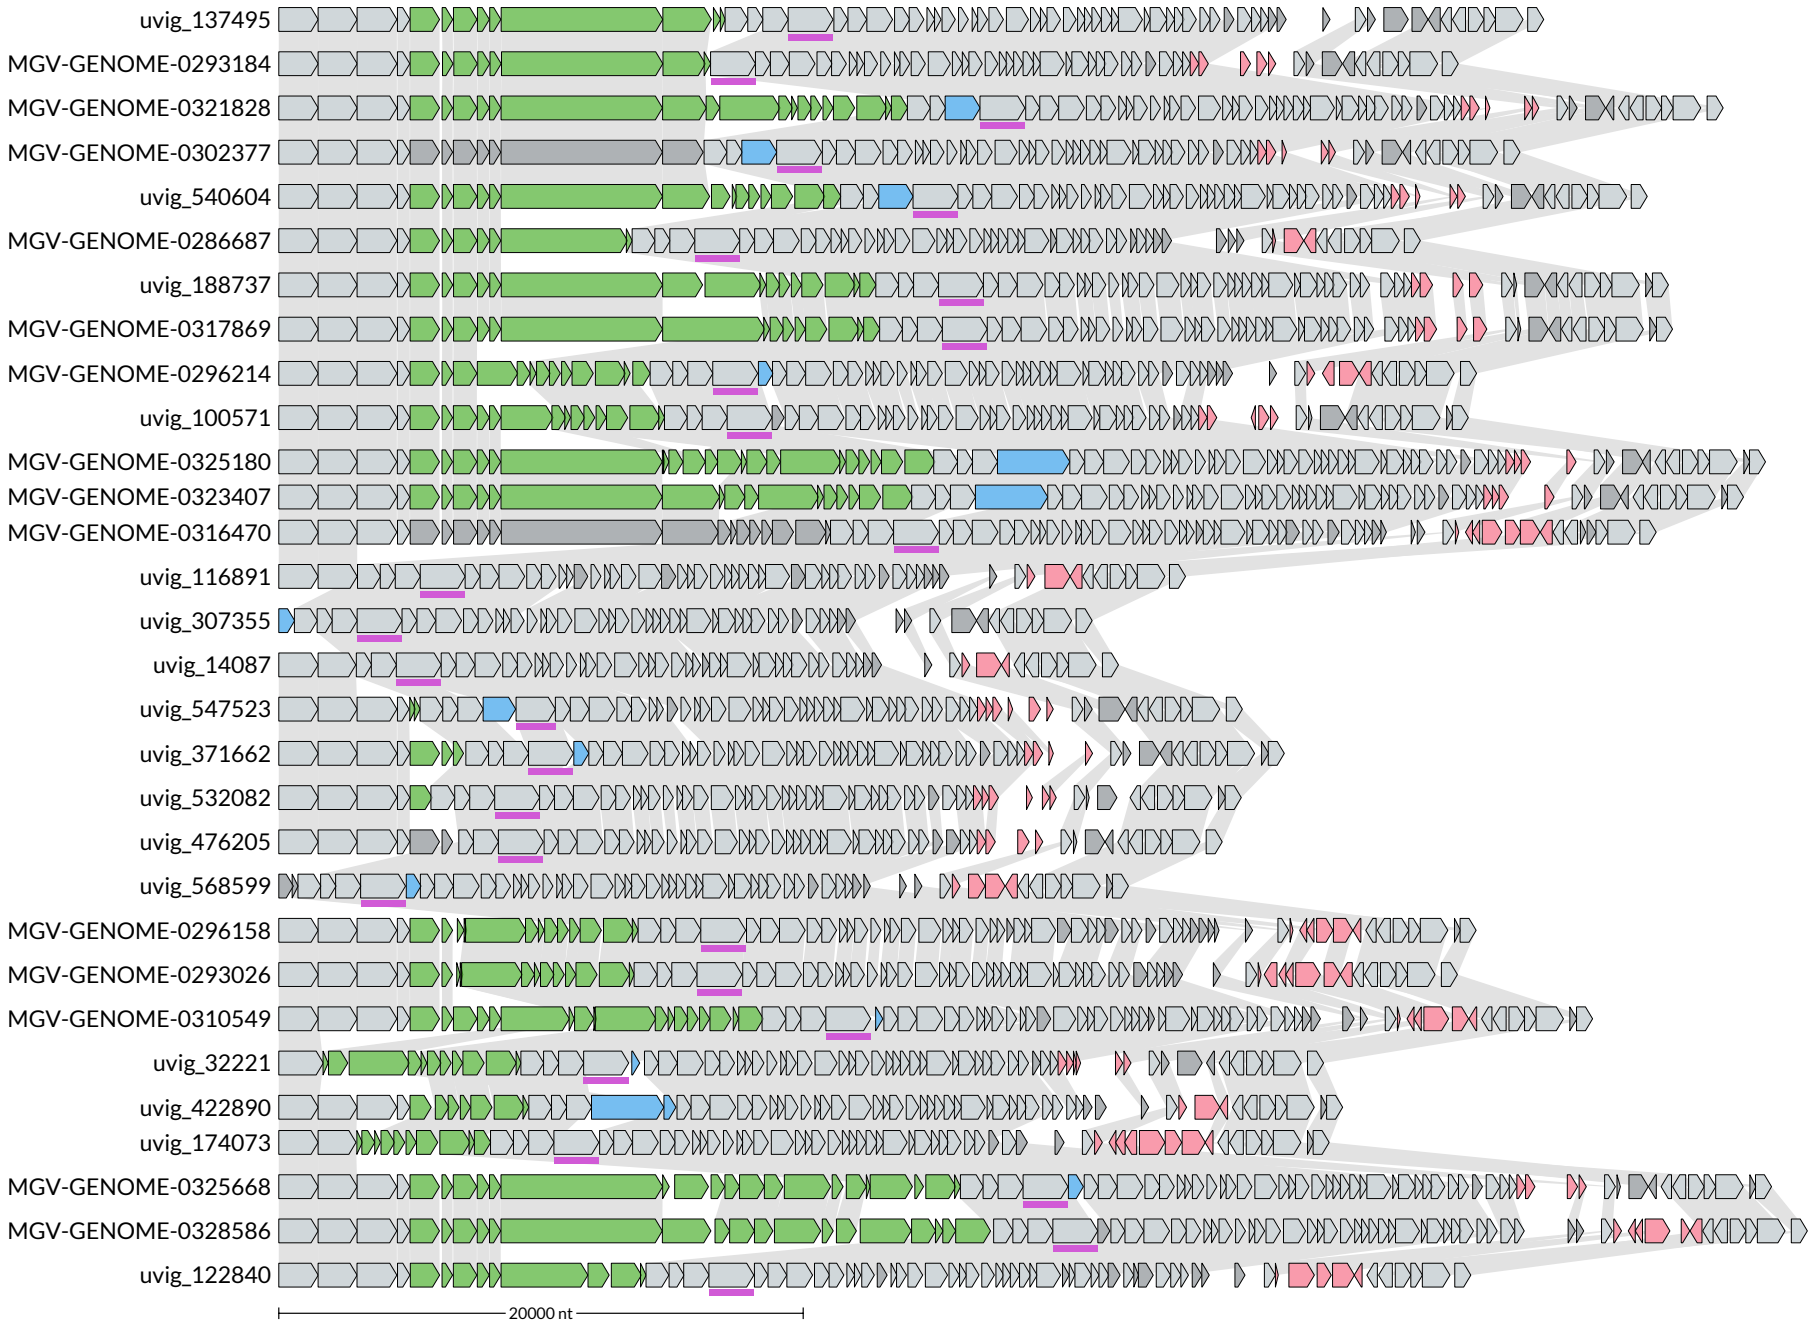 uvig_137495
MGV-GENOME-0293184
MGV-GENOME-0321828
MGV-GENOME-0302377
uvig_540604
MGV-GENOME-0286687
uvig_188737
MGV-GENOME-0317869
MGV-GENOME-0296214
uvig_100571
MGV-GENOME-0325180
MGV-GENOME-0323407
MGV-GENOME-0316470
uvig_116891
uvig_307355
uvig_14087
uvig_547523
uvig_371662
uvig_532082
uvig_476205
uvig_568599
MGV-GENOME-0296158
MGV-GENOME-0293026
MGV-GENOME-0310549
uvig_32221
uvig_422890
uvig_174073
MGV-GENOME-0325668
MGV-GENOME-0328586
uvig_122840
20000 nt